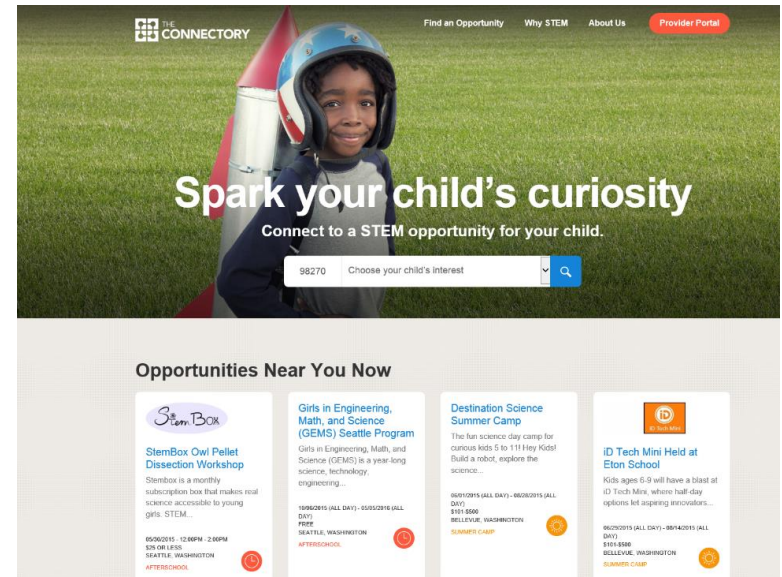 THE
CONNECTORY
Find an Opportunity
Why STEM
About Us
Provider Portal
Spark your child's curiosity
Connect to a STEM opportunity for your child.
98270
Choose your child's interest
Opportunities Near You Now
Stem Box
StemBox Owl Pellet
Dissection Workshop
Stembox is a monthly
subscription box that makes real
science accessible to young
girls. STEM...
05/30/2015 - 12:00PM - 2:00PM
$25 OR LESS
SEATTLE, WASHINGTON
AFTERSCHOOL
Girls in Engineering,
Math, and Science
(GEMS) Seattle Program
Girls in Engineering, Math, and
Science (GEMS) is a year-long
science, technology,
engineering...
10/06/2015 (ALL DAY) - 05/05/2016 (ALL
DAY)
FREE
SEATTLE, WASHINGTON
AFTERSCHOOL
Destination Science
Summer Camp
The fun science day camp for
curious kids 5 to 11! Hey Kids!
Build a robot, explore the
science...
06/01/2015 (ALL DAY) - 08/28/2015 (ALL
DAY)
$101-$500
BELLEVUE, WASHINGTON
SUMMER CAMP
iD
iD Tech Mini
iD Tech Mini Held at
Eton School
Kids ages 6-9 will have a blast at
iD Tech Mini, where half-day
options let aspiring innovators...
06/29/2015 (ALL DAY) - 08/14/2015 (ALL
DAY)
$101-$500
BELLEVUE, WASHINGTON
SUMMER CAMP